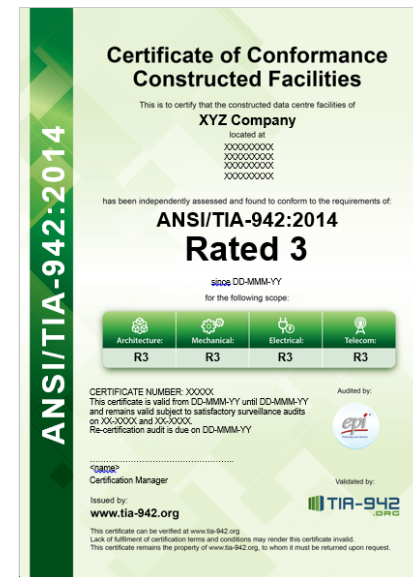 ANSI/TIA-942:2014
Certificate of Conformance
Constructed Facilities
This is to certify that the constructed data centre facilities of
XYZ Company
located at
XXXXXXXXX
XXXXXXXXX
XXXXXXXXX
XXXXXXXXX
has been independently assessed and found to conform to the requirements of:
ANSI/TIA-942:2014
Rated 3
since DD-MMM-YY
for the following scope:
Architecture: Mechanical: Electrical: Telecom:
R3 R3 R3 R3
CERTIFICATE NUMBER: XXXXX
This certificate is valid from DD-MMM-YY until DD-MMM-YY
and remains valid subject to satisfactory surveillance audits
on XX-XXXX and XX-XXXX.
Re-certification audit is due on DD-MMM-YY
Audited by:
epi
<name>
Certification Manager
Validated by:
Issued by:
www.tia-942.org
TIA-942
.ORG
This certificate can be verified at www.tia-942.org
Lack of fulfilment of certification terms and conditions may render this certificate invalid.
This certificate remains the property of www.tia-942.org, to whom it must be returned upon request.